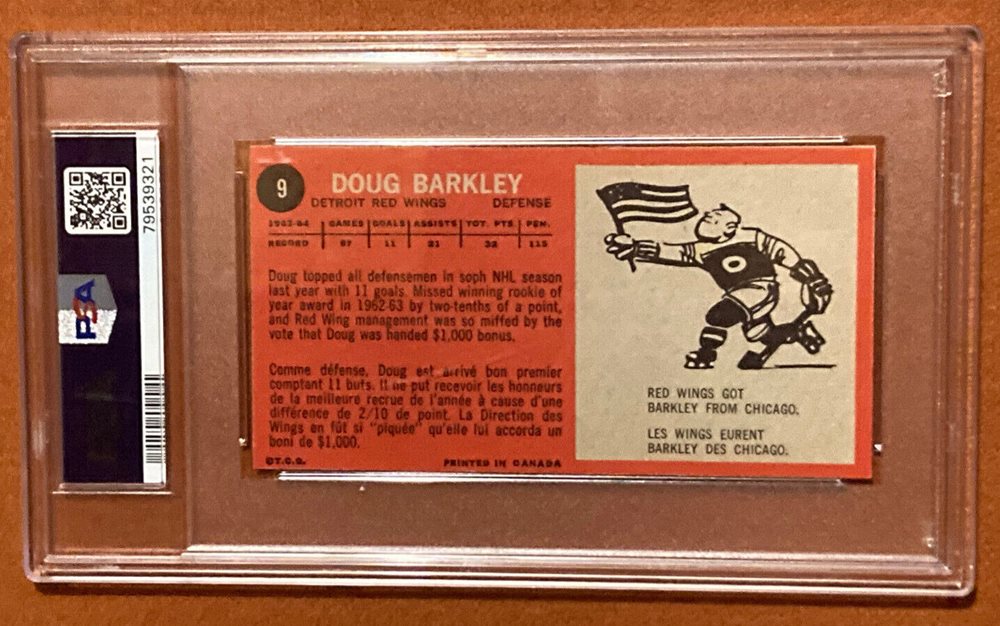 79539321
PSA
9
DOUG BARKLEY
DETROIT RED WINGS DEFENSE
1963-64 GAMES GOALS ASSISTS TOT. PTS. PEN.
RECORD 67 11 21 32 115
Doug topped all defensemen in soph NHL season
last year with 11 goals. Missed winning rookie of
year award in 1962-63 by two-tenths of a point,
and Red Wing management was so miffed by the
vote that Doug was handed $1,000 bonus.
Comme défense, Doug est arrivé bon premier
comptant 11 buts. Il ne put recevoir les honneurs
de la meilleure recrue de l'année à cause d'une
différence de 2/10 de point. La Direction des
Wings en fût si "piquée" qu'elle lui accorda un
boni de $1,000.
©T.C.G. PRINTED IN CANADA
RED WINGS GOT
BARKLEY FROM CHICAGO.
LES WINGS EURENT
BARKLEY DES CHICAGO.